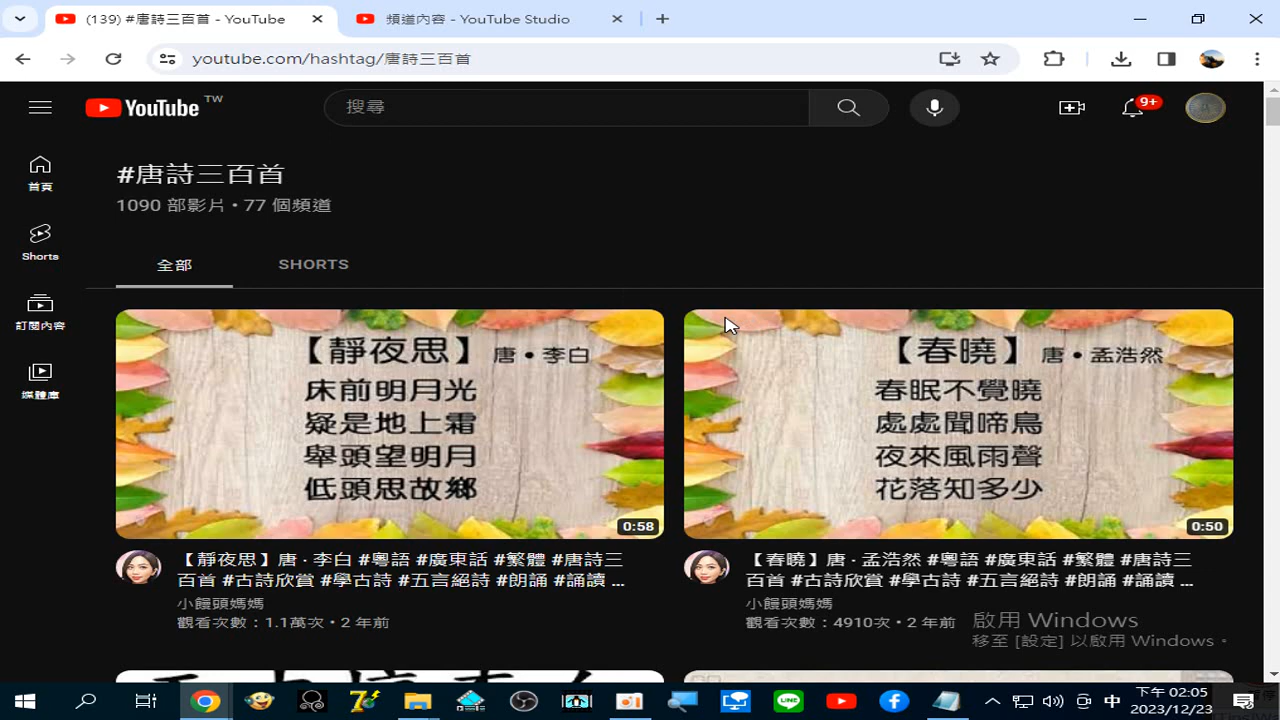 (139) #唐詩三百首 - YouTube
頻道內容 - YouTube Studio
youtube.com/hashtag/唐詩三百首
YouTube TW
搜尋
9+
首頁
Shorts
訂閱內容
媒體庫
#唐詩三百首
1090 部影片 • 77 個頻道
全部
SHORTS
【靜夜思】 唐 • 李白
床前明月光
疑是地上霜
舉頭望明月
低頭思故鄉
0:58
【春曉】 唐 • 孟浩然
春眠不覺曉
處處聞啼鳥
夜來風雨聲
花落知多少
0:50
【靜夜思】唐 · 李白 #粵語 #廣東話 #繁體 #唐詩三
百首 #古詩欣賞 #學古詩 #五言絕詩 #朗誦 #誦讀 ...
小饅頭媽媽
觀看次數：1.1萬次 • 2 年前
【春曉】唐 · 孟浩然 #粵語 #廣東話 #繁體 #唐詩三
百首 #古詩欣賞 #學古詩 #五言絕詩 #朗誦 #誦讀 ...
小饅頭媽媽
觀看次數：4910次 • 2 年前
啟用 Windows
移至 [設定] 以啟用 Windows。
中
下午 02:05
2023/12/23